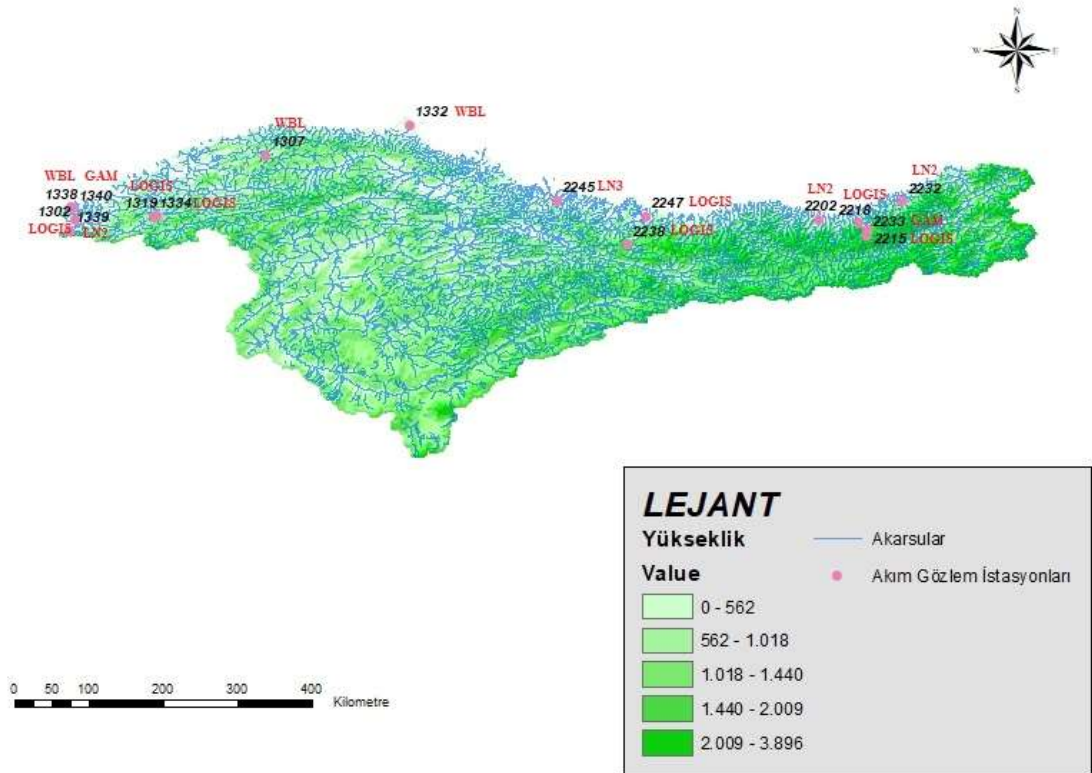 N
W E
S
1332 WBL
WBL
1307
WBL GAM LOGIS
1338 1340 1319 1334 LOGIS
1302 1339
LOGIS LN2
2245 LN3
2247 LOGIS
2238 LOGIS
LN2
2232
LN2 LOGIS
2202 2216
2233 GAM
2215 LOGIS
LEJANT
Yükseklik
Value
0 - 562
562 - 1.018
1.018 - 1.440
1.440 - 2.009
2.009 - 3.896
Akarsular
Akım Gözlem İstasyonları
0 50 100 200 300 400
Kilometre